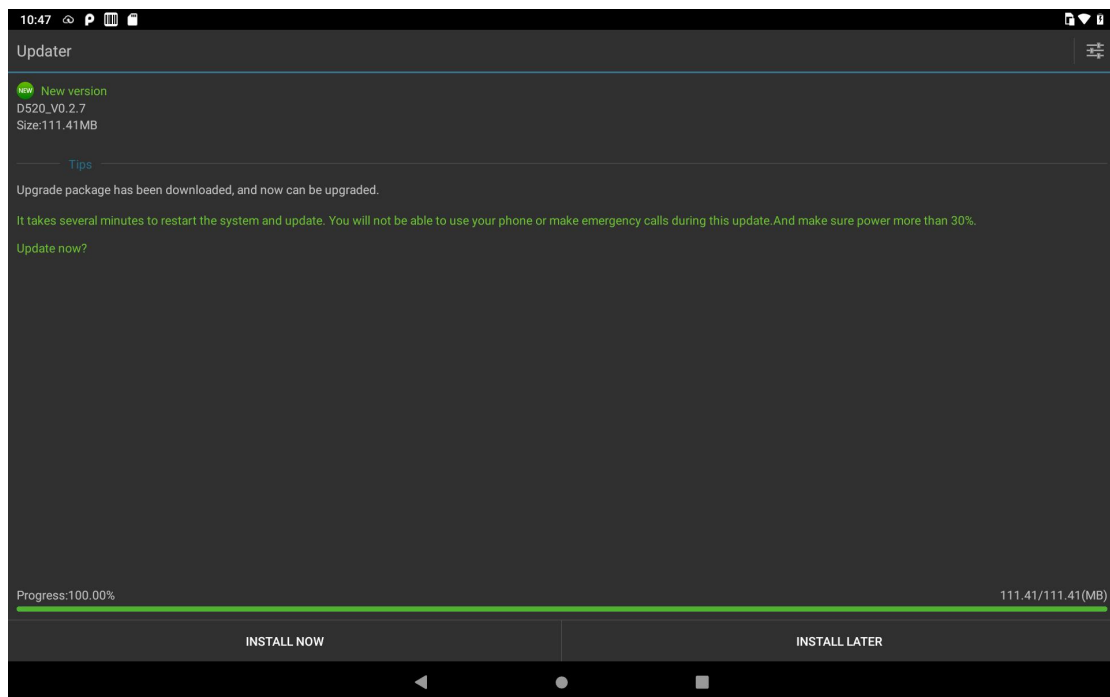 10:47
Updater
NEW New version
D520_V0.2.7
Size:111.41MB
Tips
Upgrade package has been downloaded, and now can be upgraded.
It takes several minutes to restart the system and update. You will not be able to use your phone or make emergency calls during this update.And make sure power more than 30%.
Update now?
Progress:100.00% 111.41/111.41(MB)
INSTALL NOW INSTALL LATER